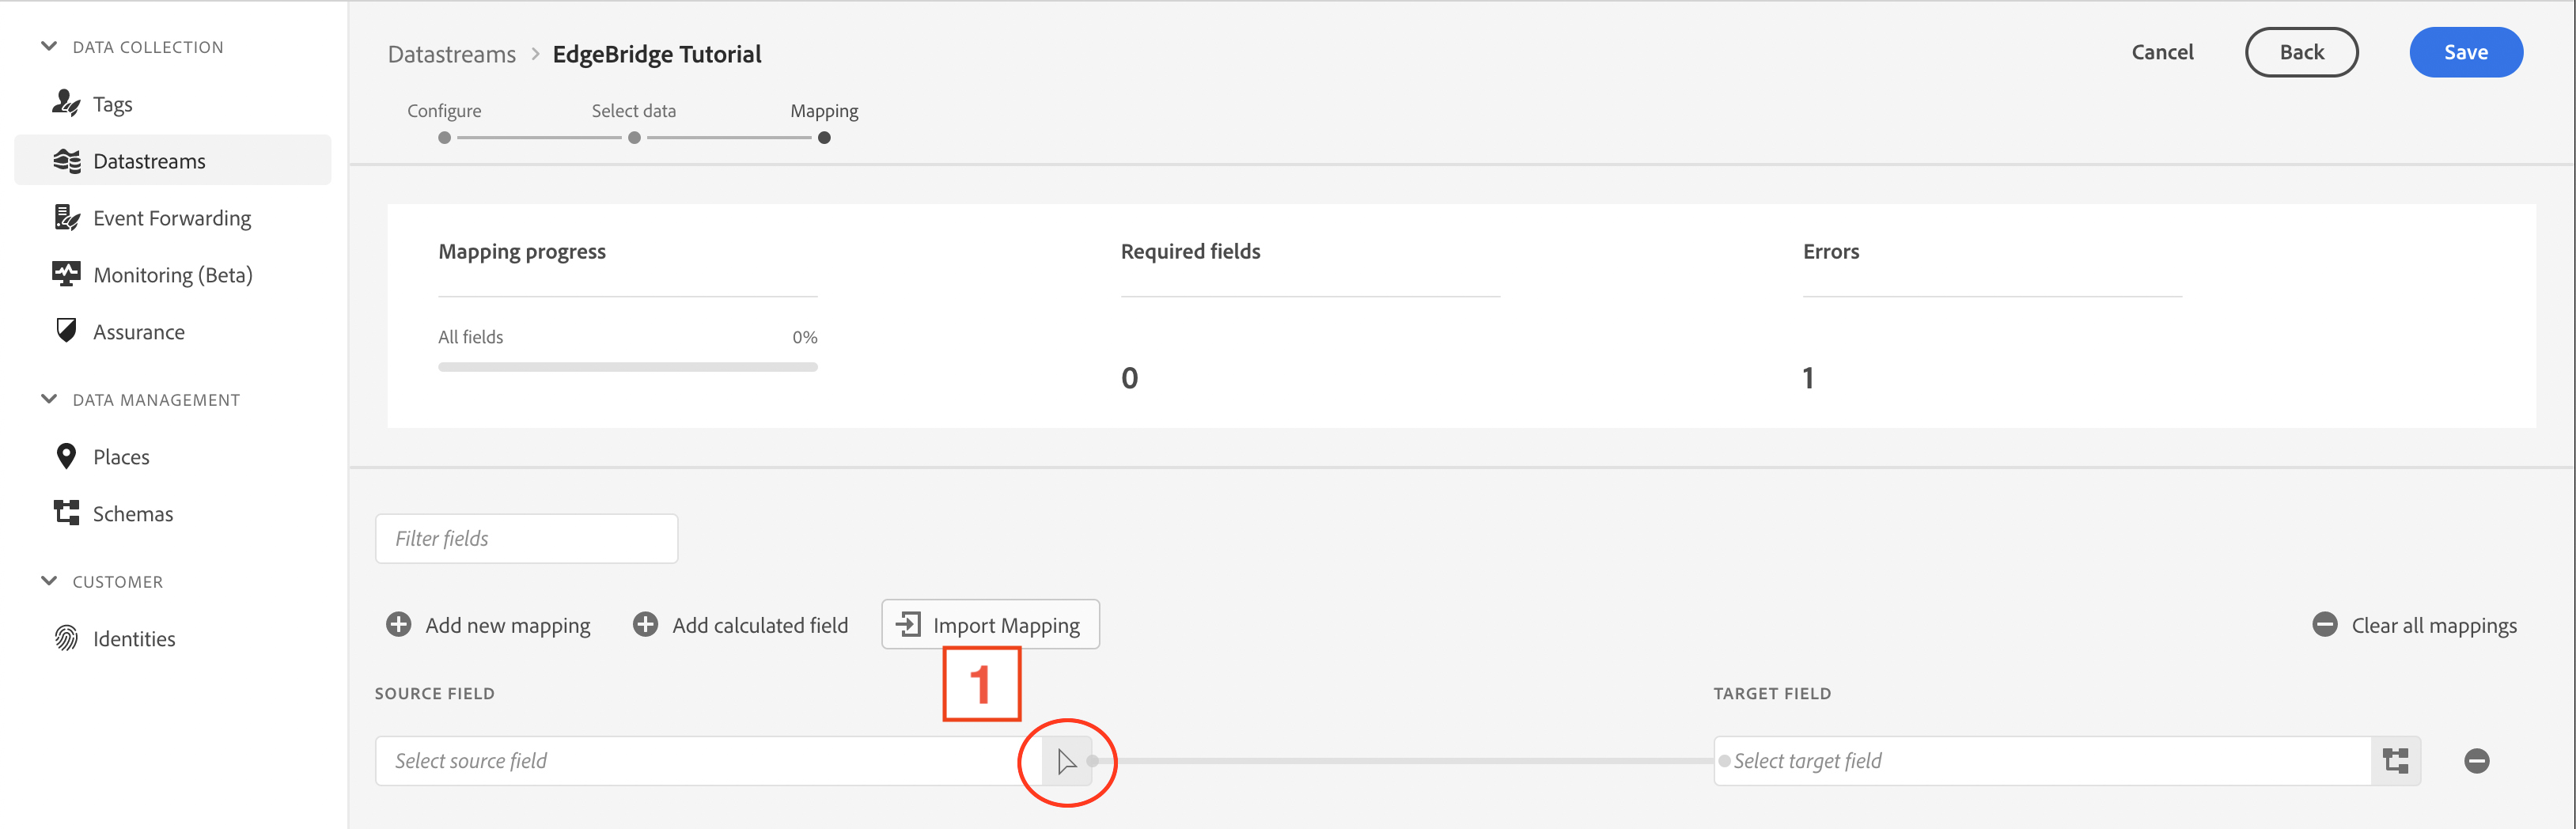 DATA COLLECTION
Tags
Datastreams
Event Forwarding
Monitoring (Beta)
Assurance
DATA MANAGEMENT
Places
Schemas
CUSTOMER
Identities
Datastreams > EdgeBridge Tutorial
Cancel
Back
Save
Configure
Select data
Mapping
Mapping progress
All fields 0%
Required fields
0
Errors
1
Filter fields
Add new mapping
Add calculated field
Import Mapping
Clear all mappings
1
SOURCE FIELD
TARGET FIELD
Select source field
Select target field